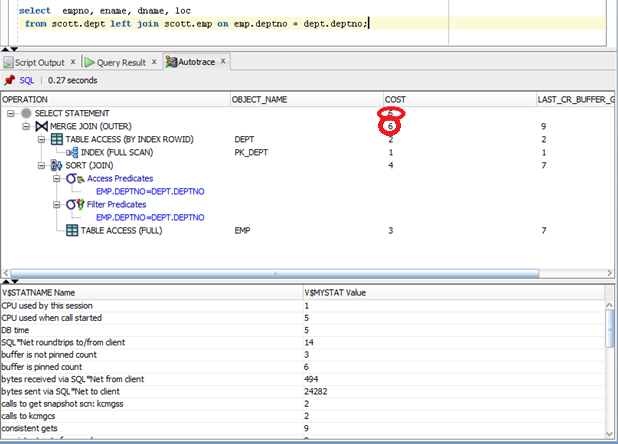 select empno, ename, dname, loc
from scott.dept left join scott.emp on emp.deptno = dept.deptno;
Script Output x Query Result x Autotrace x
SQL | 0.27 seconds
OPERATION OBJECT_NAME COST LAST_CR_BUFFER_G
SELECT STATEMENT 6
MERGE JOIN (OUTER) 6 9
TABLE ACCESS (BY INDEX ROWID) DEPT 2 2
INDEX (FULL SCAN) PK_DEPT 1 1
SORT (JOIN) 4 7
Access Predicates
EMP.DEPTNO=DEPT.DEPTNO
Filter Predicates
EMP.DEPTNO=DEPT.DEPTNO
TABLE ACCESS (FULL) EMP 3 7
V$STATNAME Name V$MYSTAT Value
CPU used by this session 1
CPU used when call started 5
DB time 5
SQL*Net roundtrips to/from client 14
buffer is not pinned count 3
buffer is pinned count 6
bytes received via SQL*Net from client 494
bytes sent via SQL*Net to client 24282
calls to get snapshot scn: kcmgss 2
calls to kcmgcs 2
consistent gets 9